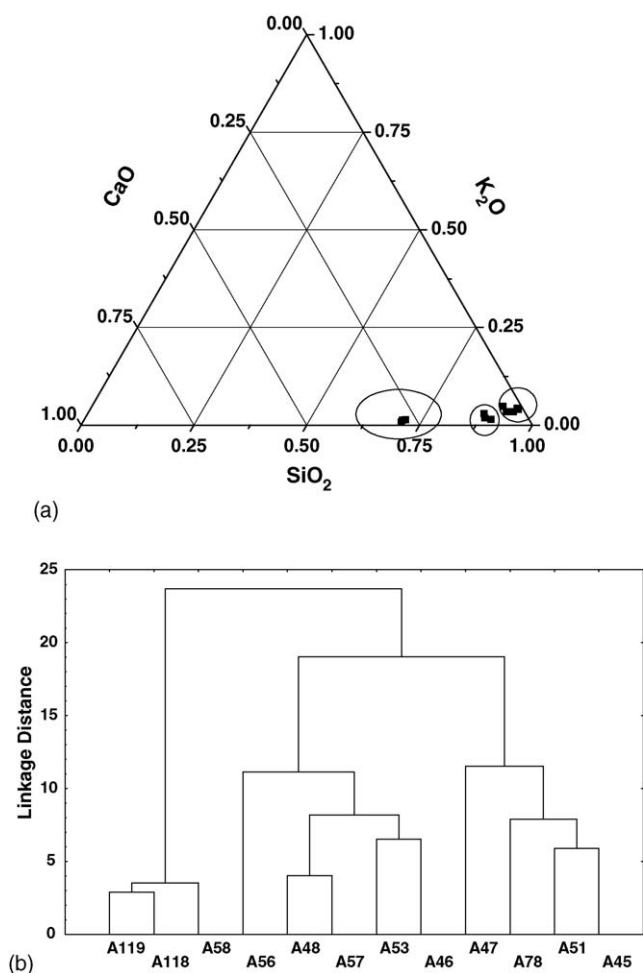 0.00 1.00
0.25 0.75
CaO K₂O
0.50 0.50
0.75 0.25
1.00 0.00
0.00 0.25 0.50 0.75 1.00
SiO₂
(a)
25
20
15
10
5
0
Linkage Distance
A119 A58 A48 A53 A47 A51
A118 A56 A57 A46 A78 A45
(b)